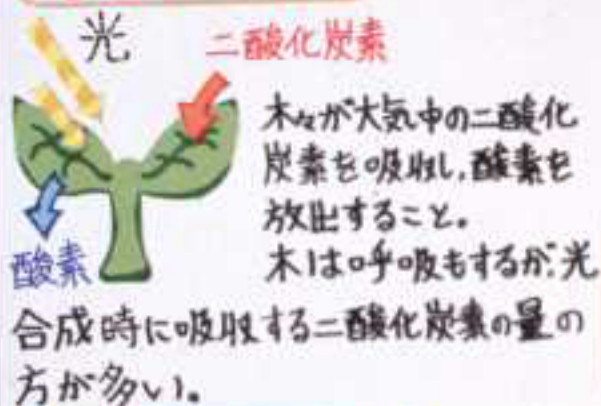 光
二酸化炭素
木々が大気中の二酸化
炭素を吸収し、酸素を
放出すること。
酸素
木は呼吸もするが、光
合成時に吸収する二酸化炭素の量の
方が多い。